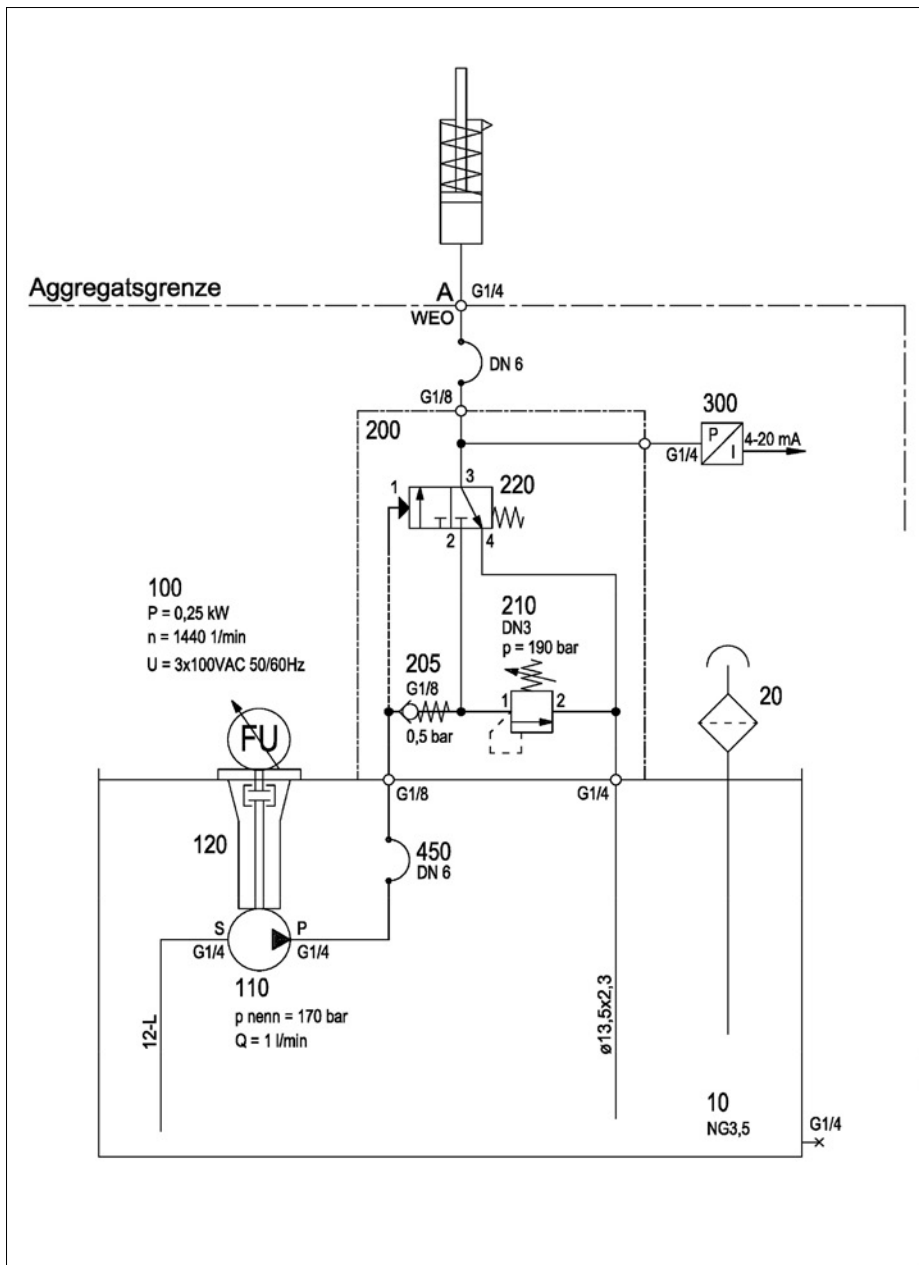 Aggregatsgrenze
A
G1/4
WEO
DN 6
G1/8
200
300
P
I
G1/4
4-20 mA
3
1
220
2
4
100
P = 0,25 kW
n = 1440 1/min
U = 3x100VAC 50/60Hz
210
DN3
p = 190 bar
205
G1/8
1
2
0,5 bar
20
FU
G1/8
G1/4
120
450
DN 6
S
P
G1/4
G1/4
110
p nenn = 170 bar
Q = 1 l/min
12-L
ø13,5x2,3
10
NG3,5
G1/4